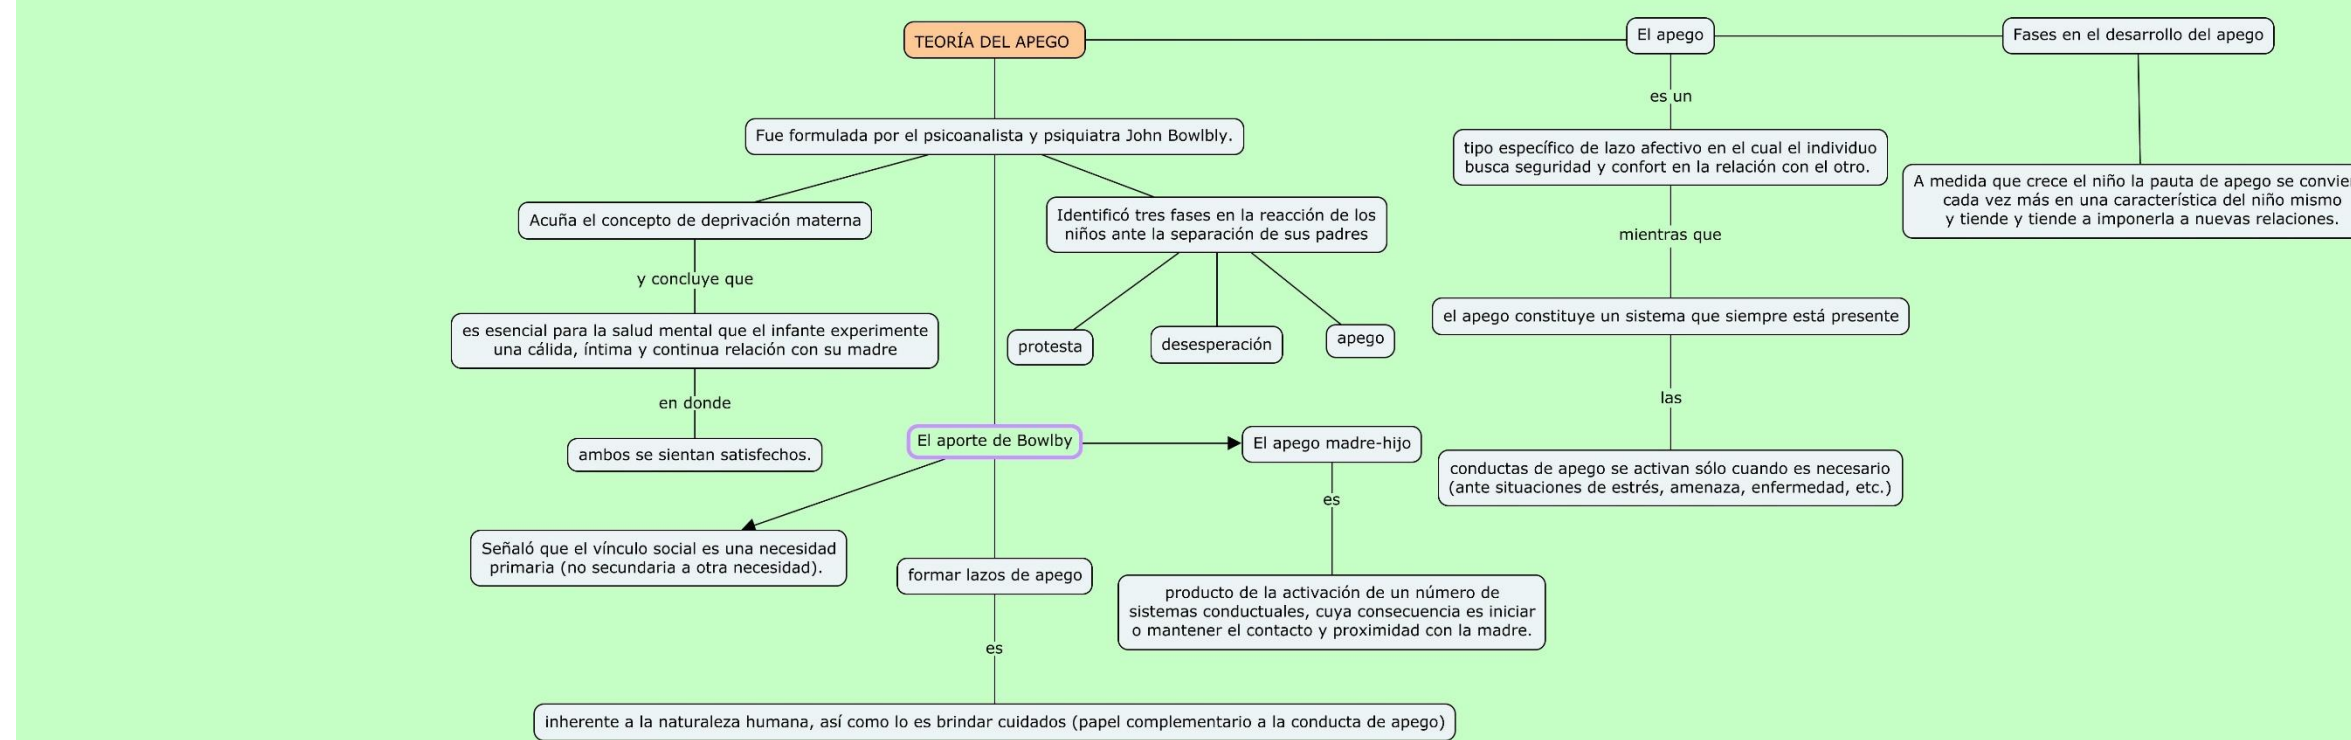 TEORÍA DEL APEGO
El apego
Fases en el desarrollo del apego
es un
Fue formulada por el psicoanalista y psiquiatra John Bowlbly.
tipo específico de lazo afectivo en el cual el individuo
busca seguridad y confort en la relación con el otro.
A medida que crece el niño la pauta de apego se
cada vez más en una característica del niño mismo
y tiende y tiende a imponerla a nuevas relaciones.
Acuña el concepto de deprivación materna
Identificó tres fases en la reacción de los
niños ante la separación de sus padres
mientras que
y concluye que
es esencial para la salud mental que el infante experimente
una cálida, íntima y continua relación con su madre
protesta
desesperación
apego
el apego constituye un sistema que siempre está presente
en donde
las
ambos se sientan satisfechos.
El aporte de Bowlby
El apego madre-hijo
conductas de apego se activan sólo cuando es necesario
(ante situaciones de estrés, amenaza, enfermedad, etc.)
es
Señaló que el vínculo social es una necesidad
primaria (no secundaria a otra necesidad).
formar lazos de apego
producto de la activación de un número de
sistemas conductuales, cuya consecuencia es iniciar
o mantener el contacto y proximidad con la madre.
es
inherente a la naturaleza humana, así como lo es brindar cuidados (papel complementario a la conducta de apego)